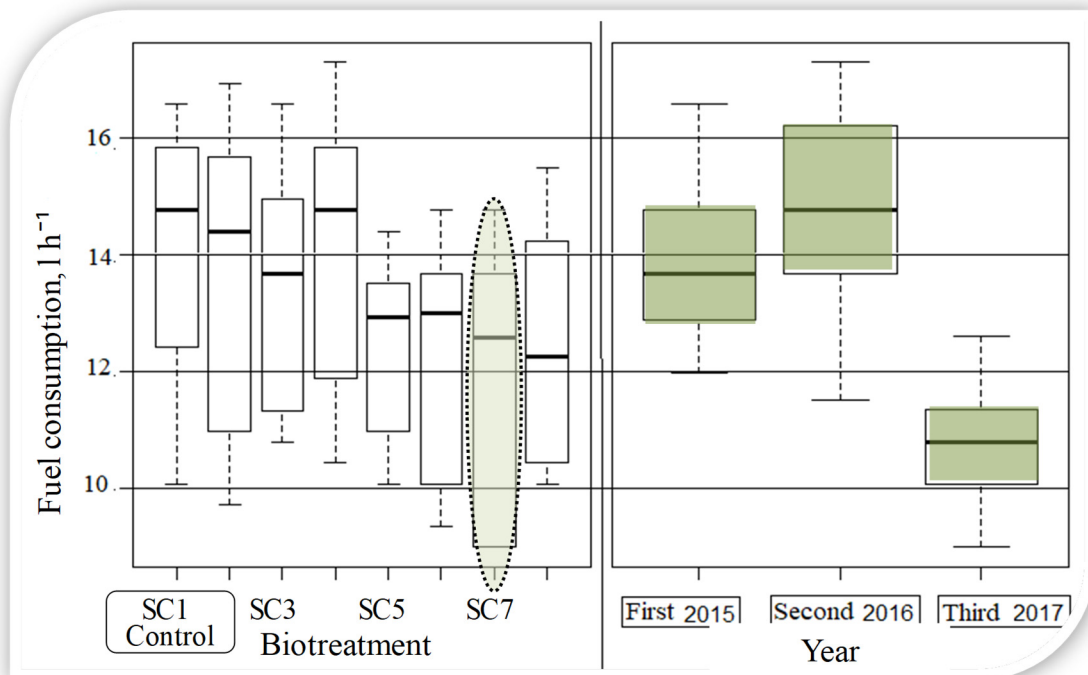 Fuel consumption, l h⁻¹
16.
14.
12.
10.
SC1 SC3 SC5 SC7
Control
Biotreatment
First 2015 Second 2016 Third 2017
Year